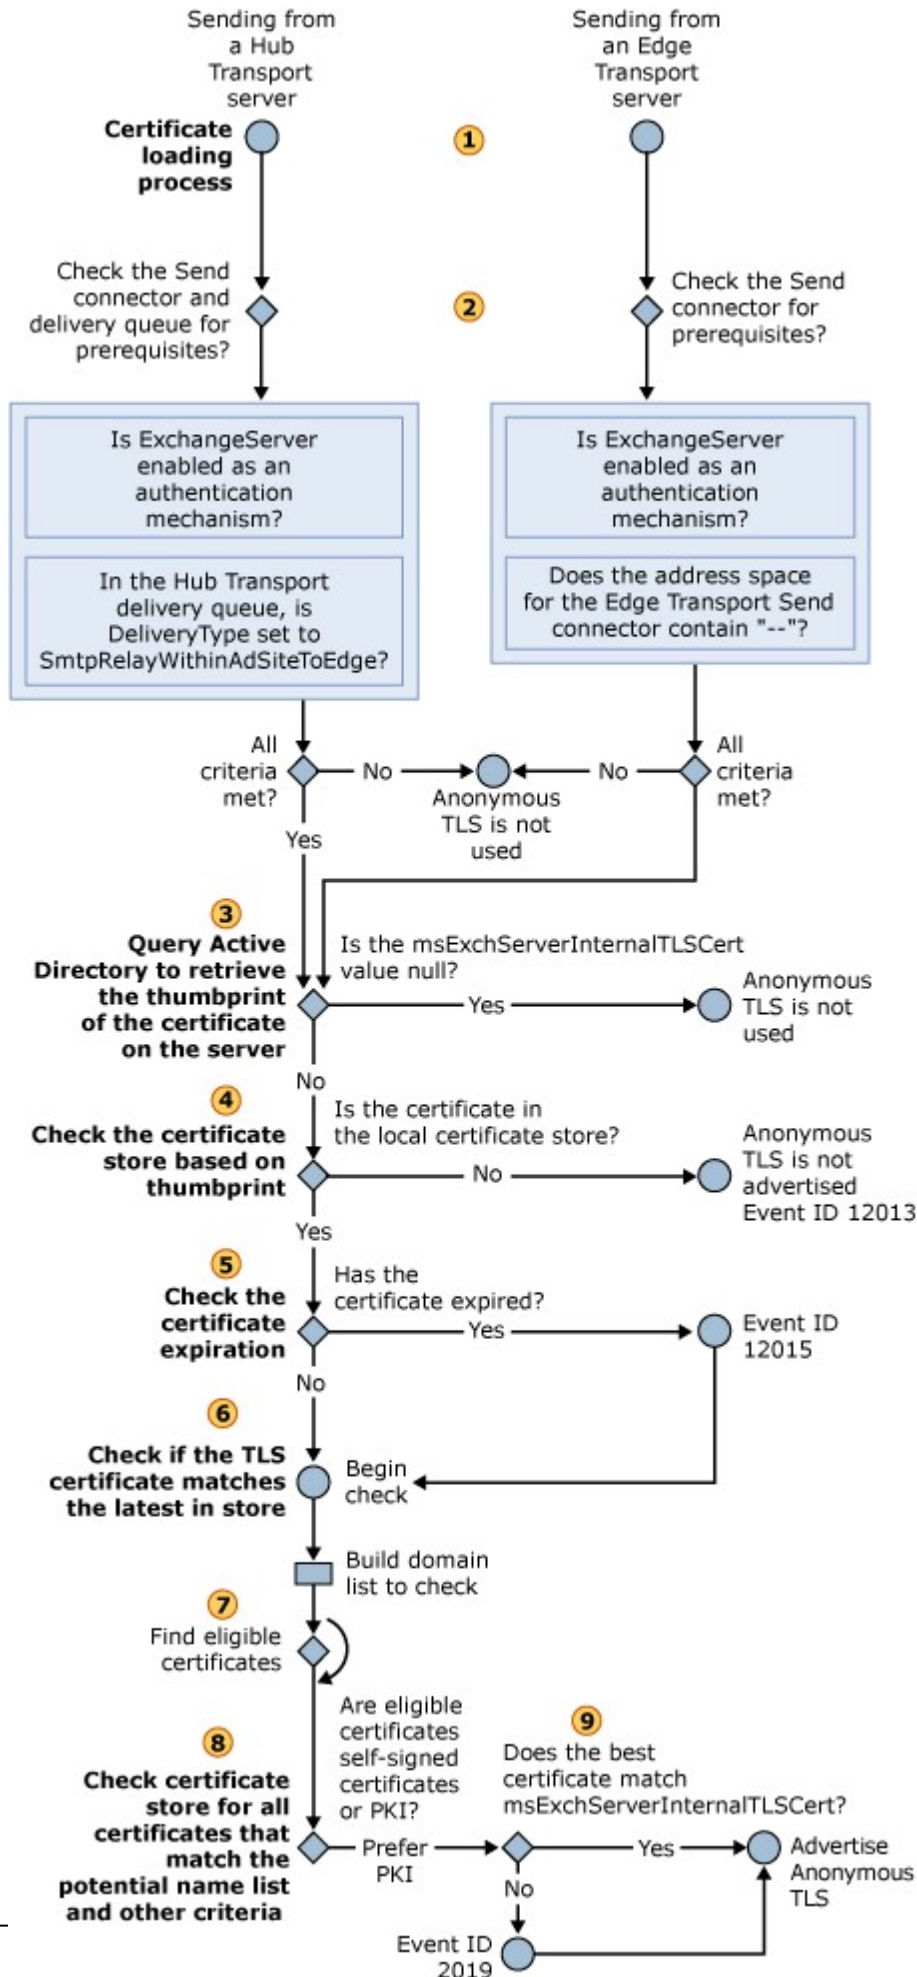 Sending from
a Hub
Transport
server
Sending from
an Edge
Transport
server
Certificate
loading
process
1
Check the Send
connector and
delivery queue for
prerequisites?
2
Check the Send
connector for
prerequisites?
Is ExchangeServer
enabled as an
authentication
mechanism?
In the Hub Transport
delivery queue, is
DeliveryType set to
SmtpRelayWithinAdSiteToEdge?
Is ExchangeServer
enabled as an
authentication
mechanism?
Does the address space
for the Edge Transport Send
connector contain "--"?
All
criteria
met?
No
Anonymous
TLS is not
used
No
All
criteria
met?
Yes
3
Query Active
Directory to retrieve
the thumbprint
of the certificate
on the server
Is the msExchServerInternalTLSCert
value null?
Yes
Anonymous
TLS is not
used
No
4
Check the certificate
store based on
thumbprint
Is the certificate in
the local certificate store?
No
Anonymous
TLS is not
advertised
Event ID 12013
Yes
5
Check the
certificate
expiration
Has the
certificate expired?
Yes
Event ID
12015
No
6
Check if the TLS
certificate matches
the latest in store
Begin
check
Build domain
list to check
7
Find eligible
certificates
8
Check certificate
store for all
certificates that
match the
potential name list
and other criteria
Are eligible
certificates
self-signed
certificates
or PKI?
Prefer
PKI
9
Does the best
certificate match
msExchServerInternalTLSCert?
Yes
Advertise
Anonymous
TLS
No
Event ID
2019